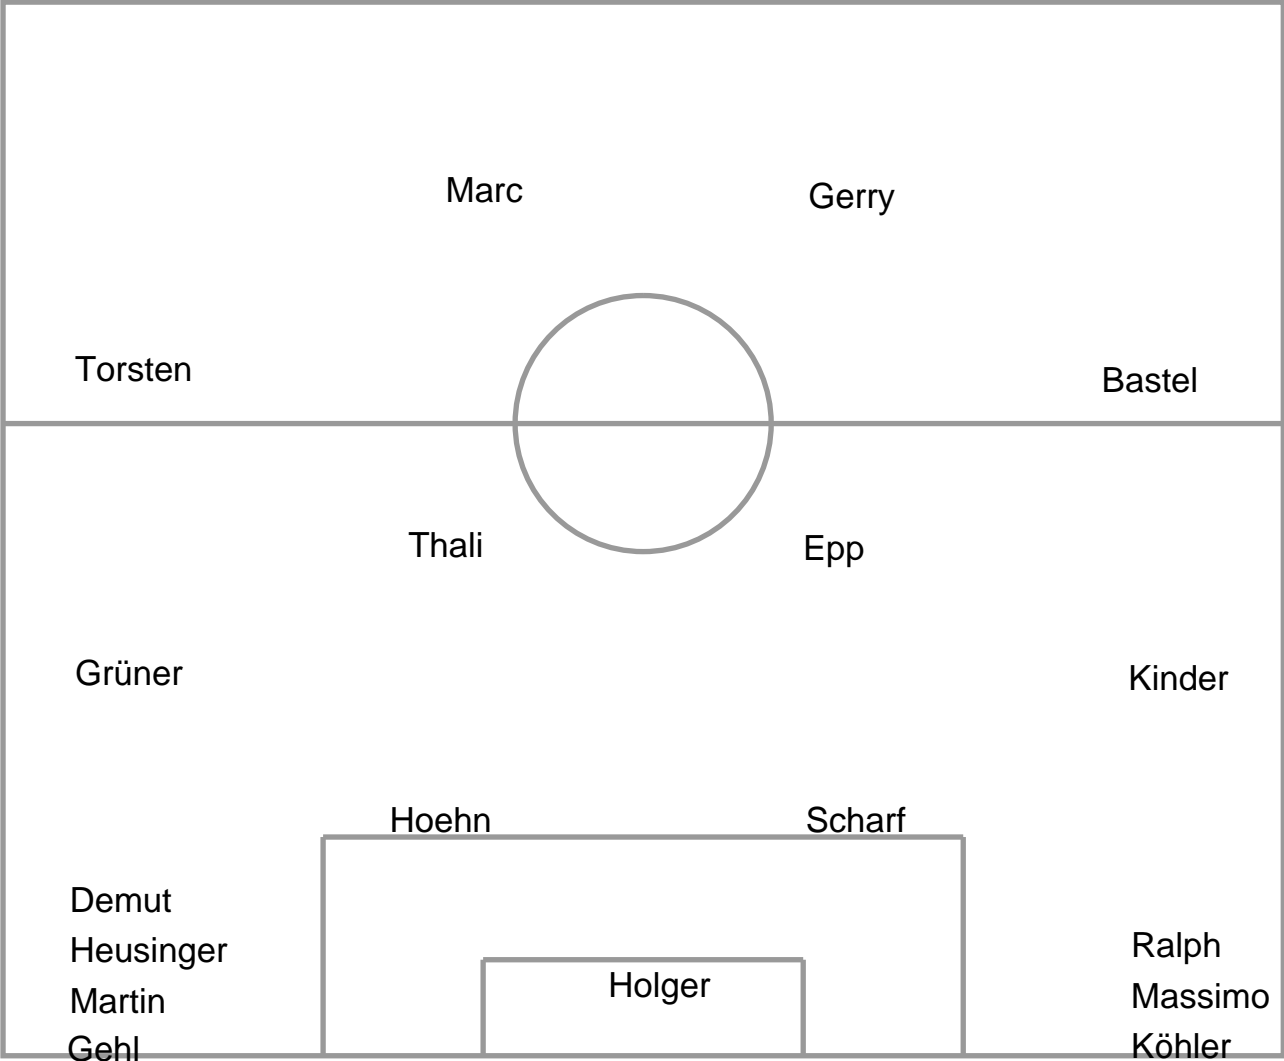 Marc
Gerry
Torsten
Bastel
Thali
Epp
Grüner
Kinder
Hoehn
Scharf
Demut
Heusinger
Martin
Gehl
Holger
Ralph
Massimo
Köhler